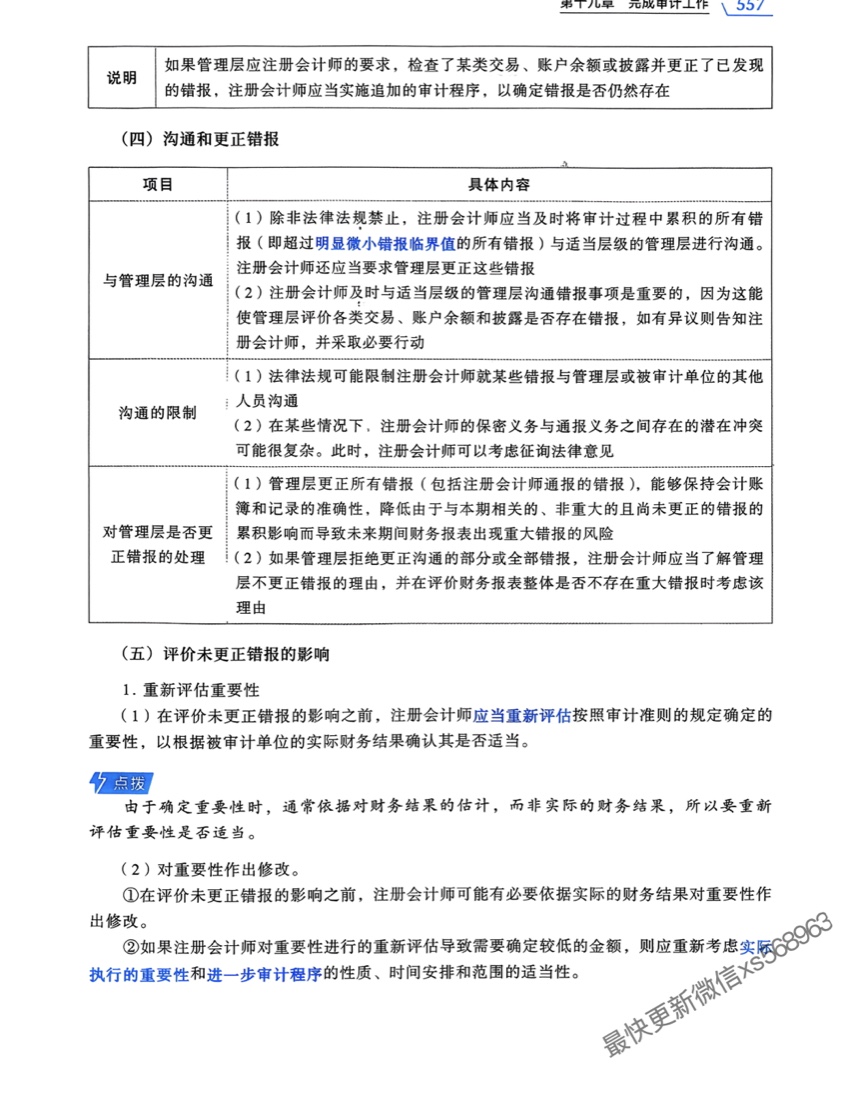 第十九章 完成审计工作 557
说明
如果管理层应注册会计师的要求，检查了某类交易、账户余额或披露并更正了已发现
的错报，注册会计师应当实施追加的审计程序，以确定错报是否仍然存在
（四）沟通和更正错报
项目 具体内容
与管理层的沟通
（1）除非法律法规禁止，注册会计师应当及时将审计过程中累积的所有错
报（即超过明显微小错报临界值的所有错报）与适当层级的管理层进行沟通。
注册会计师还应当要求管理层更正这些错报
（2）注册会计师及时与适当层级的管理层沟通错报事项是重要的，因为这能
使管理层评价各类交易、账户余额和披露是否存在错报，如有异议则告知注
册会计师，并采取必要行动
沟通的限制
（1）法律法规可能限制注册会计师就某些错报与管理层或被审计单位的其他
人员沟通
（2）在某些情况下，注册会计师的保密义务与通报义务之间存在的潜在冲突
可能很复杂。此时，注册会计师可以考虑征询法律意见
对管理层是否更
正错报的处理
（1）管理层更正所有错报（包括注册会计师通报的错报），能够保持会计账
簿和记录的准确性，降低由于与本期相关的、非重大的且尚未更正的错报的
累积影响而导致未来期间财务报表出现重大错报的风险
（2）如果管理层拒绝更正沟通的部分或全部错报，注册会计师应当了解管理
层不更正错报的理由，并在评价财务报表整体是否不存在重大错报时考虑该
理由
（五）评价未更正错报的影响
1. 重新评估重要性
（1）在评价未更正错报的影响之前，注册会计师应当重新评估按照审计准则的规定确定的
重要性，以根据被审计单位的实际财务结果确认其是否适当。
点拨
由于确定重要性时，通常依据对财务结果的估计，而非实际的财务结果，所以要重新
评估重要性是否适当。
（2）对重要性作出修改。
①在评价未更正错报的影响之前，注册会计师可能有必要依据实际的财务结果对重要性作
出修改。
②如果注册会计师对重要性进行的重新评估导致需要确定较低的金额，则应重新考虑实际
执行的重要性和进一步审计程序的性质、时间安排和范围的适当性。
最快更新微信xs568963